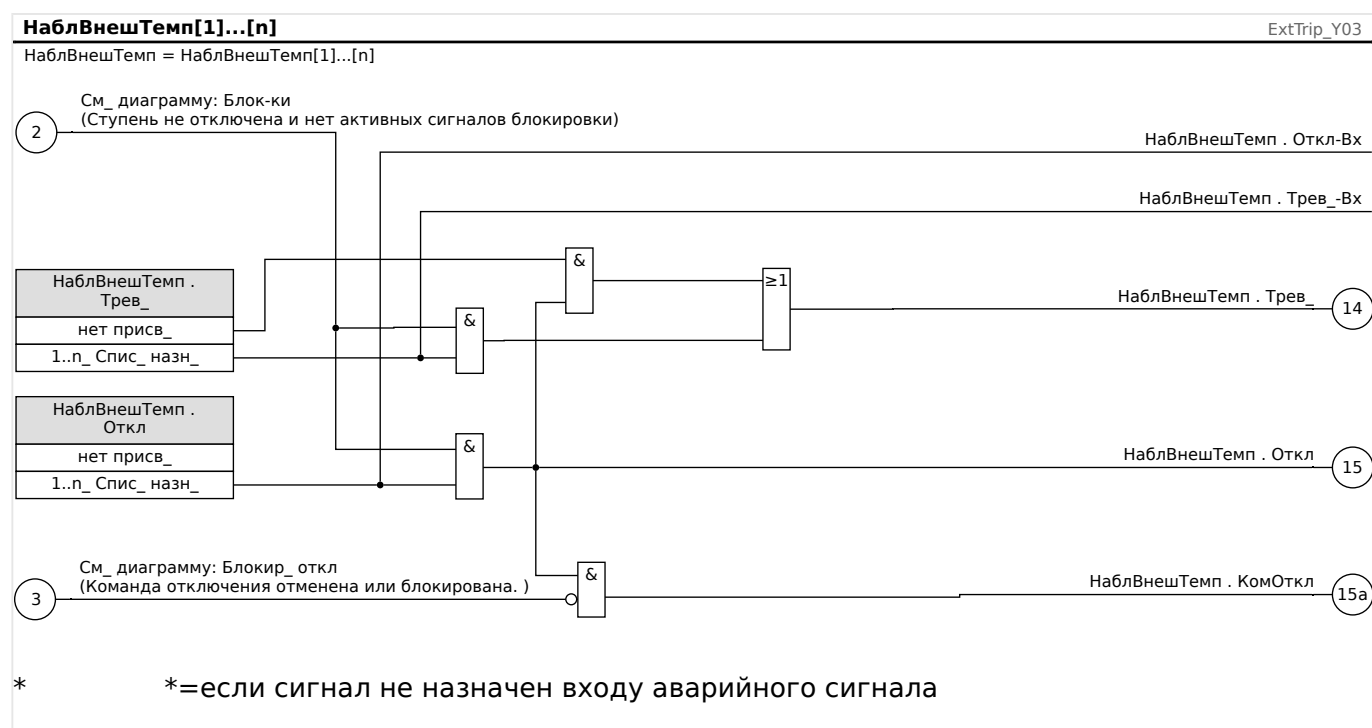 НаблВнешТемп[1]...[n]
ExtTrip_Y03
НаблВнешТемп = НаблВнешТемп[1]...[n]
См_ диаграмму: Блок-ки
(Ступень не отключена и нет активных сигналов блокировки)
2
НаблВнешТемп . Откл-Вх
НаблВнешТемп . Трев_-Вх
&
НаблВнешТемп .
Трев_
нет присв_
1..n_ Спис_ назн_
&
≥1
НаблВнешТемп . Трев_
14
НаблВнешТемп .
Откл
нет присв_
1..n_ Спис_ назн_
&
НаблВнешТемп . Откл
15
См_ диаграмму: Блокир_ откл
(Команда отключения отменена или блокирована. )
3
&
НаблВнешТемп . КомОткл
15a
* *=если сигнал не назначен входу аварийного сигнала